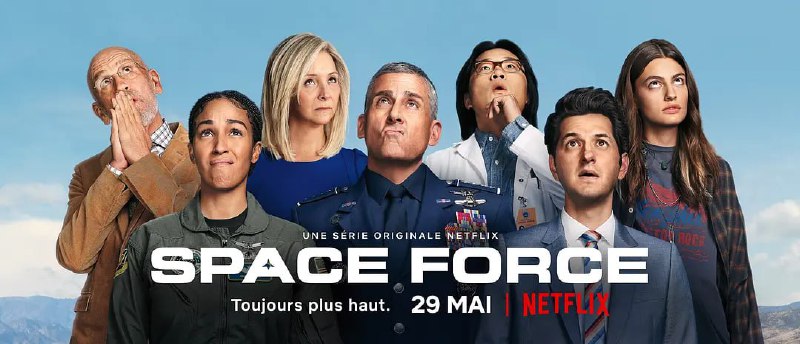 UNE SÉRIE ORIGINALE NETFLIX
SPACE FORCE
Toujours plus haut. 29 MAI | NETFLIX